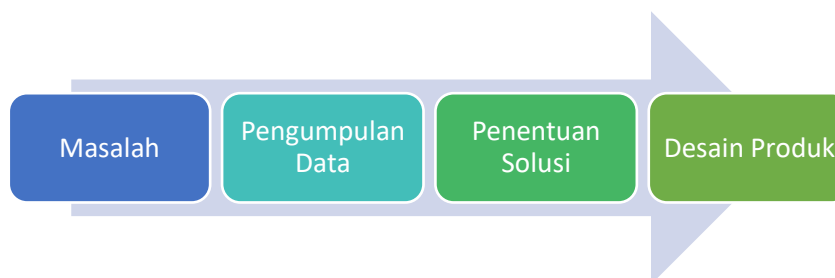 Masalah
Pengumpulan
Data
Penentuan
Solusi
Desain Produk